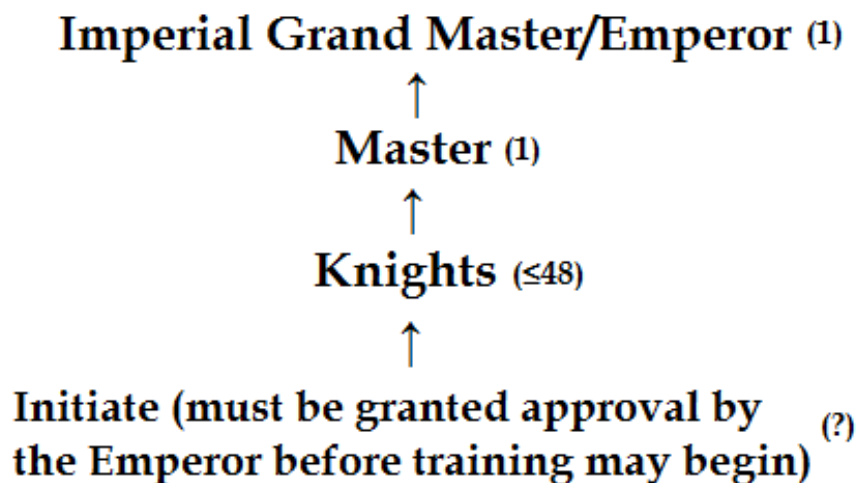 Imperial Grand Master/Emperor (1)
↑
Master (1)
↑
Knights (≤48)
↑
Initiate (must be granted approval by
the Emperor before training may begin) (?)